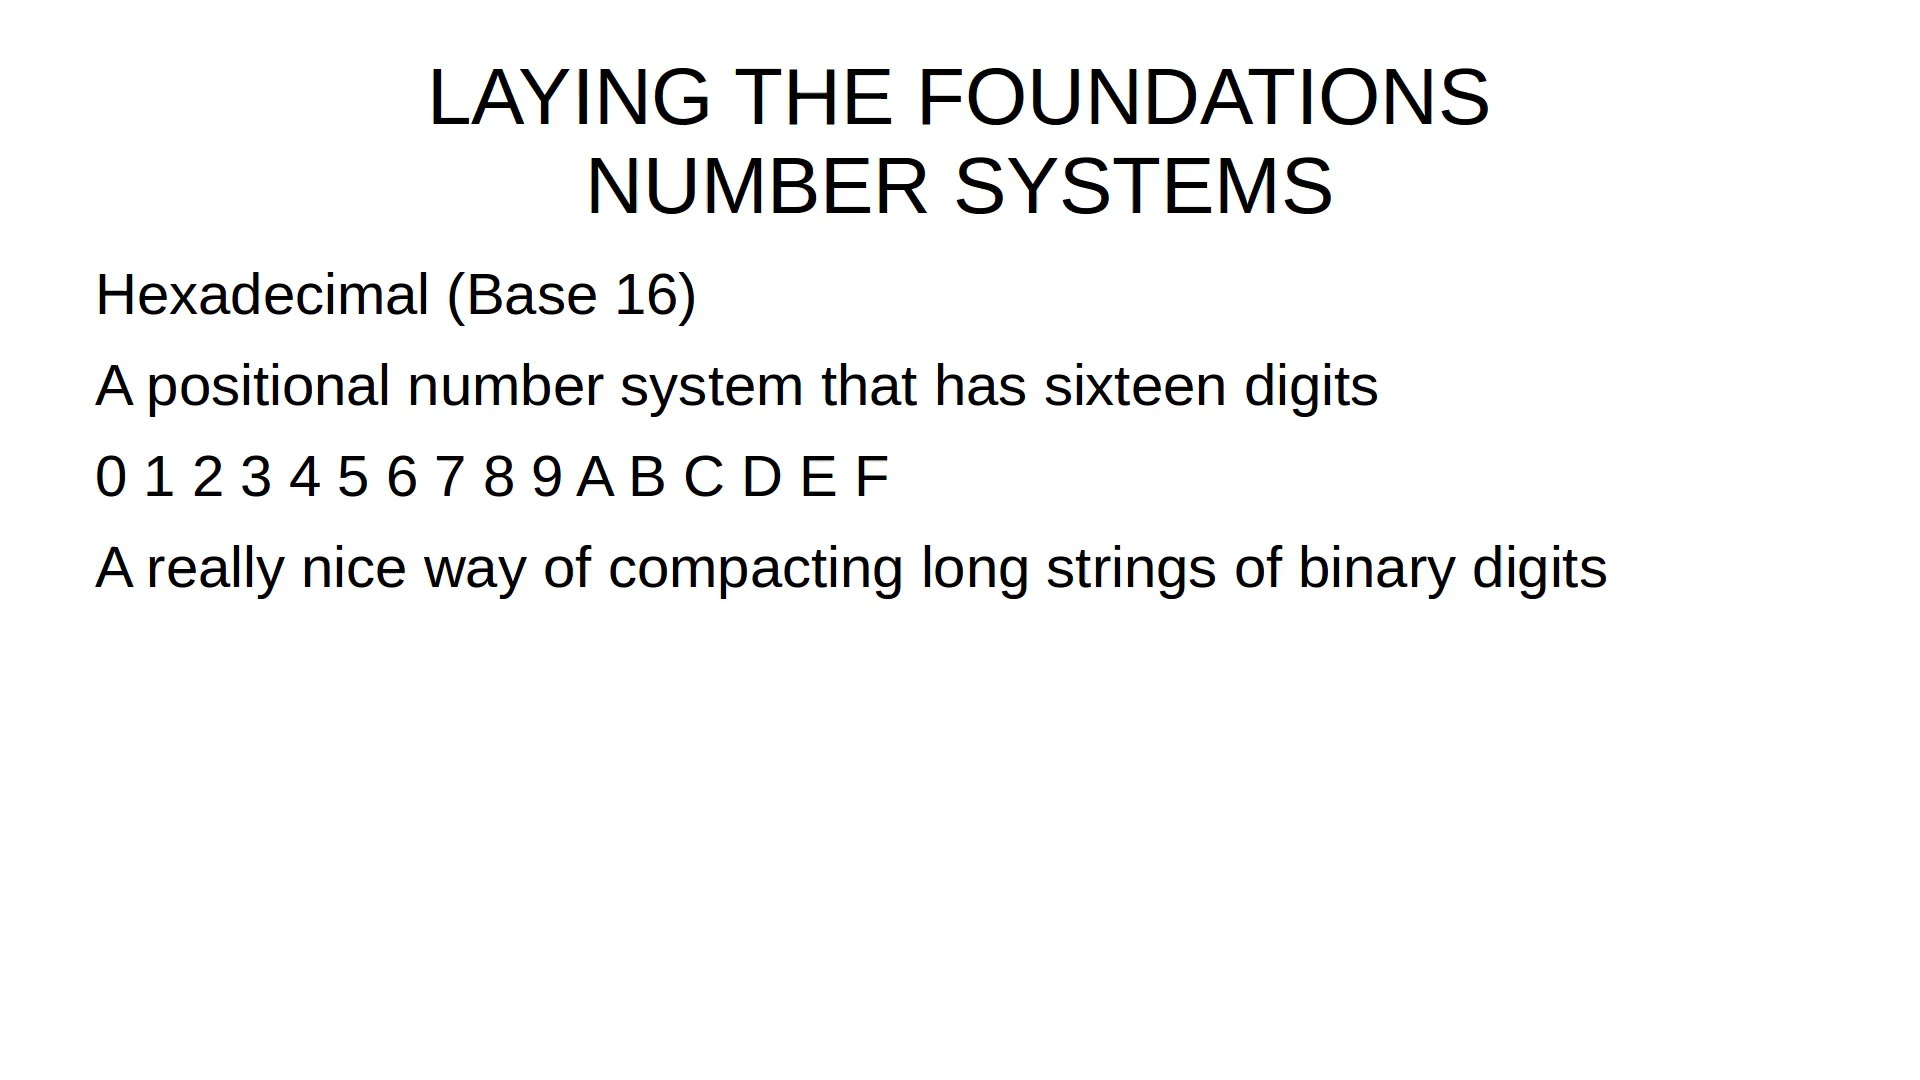 LAYING THE FOUNDATIONS
NUMBER SYSTEMS
Hexadecimal (Base 16)
A positional number system that has sixteen digits
0 1 2 3 4 5 6 7 8 9 A B C D E F
A really nice way of compacting long strings of binary digits